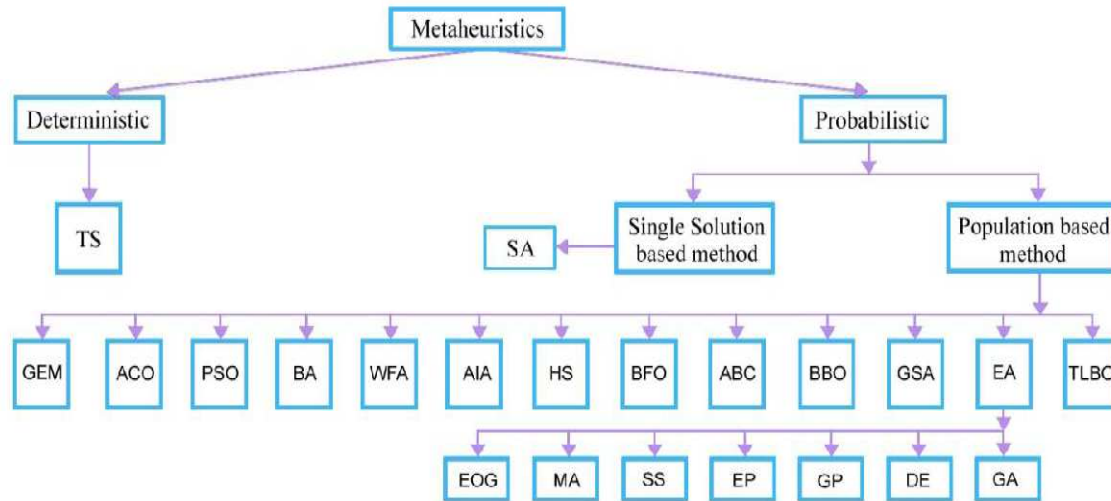 Metaheuristics
Deterministic
Probabilistic
TS
SA
Single Solution
based method
Population based
method
GEM
ACO
PSO
BA
WFA
AIA
HS
BFO
ABC
BBO
GSA
EA
TLBO
EOG
MA
SS
EP
GP
DE
GA